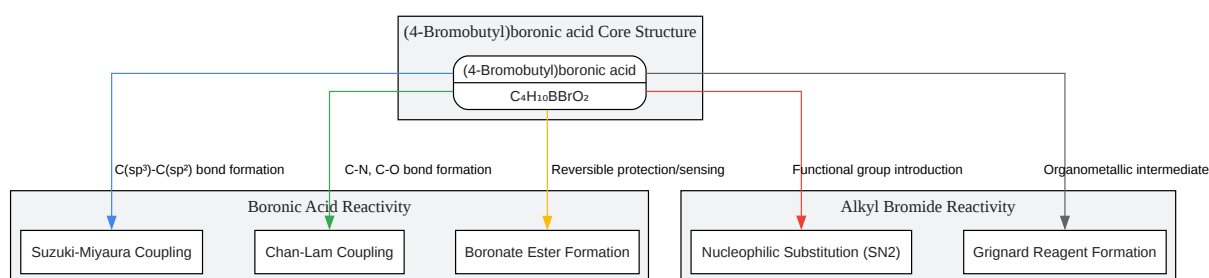 (4-Bromobutyl)boronic acid Core Structure
(4-Bromobutyl)boronic acid
C₄H₁₀BBrO₂
C(sp³)-C(sp²) bond formation
C-N, C-O bond formation
Reversible protection/sensing
Functional group introduction
Organometallic intermediate
Boronic Acid Reactivity
Alkyl Bromide Reactivity
Suzuki-Miyaura Coupling
Chan-Lam Coupling
Boronate Ester Formation
Nucleophilic Substitution (SN2)
Grignard Reagent Formation